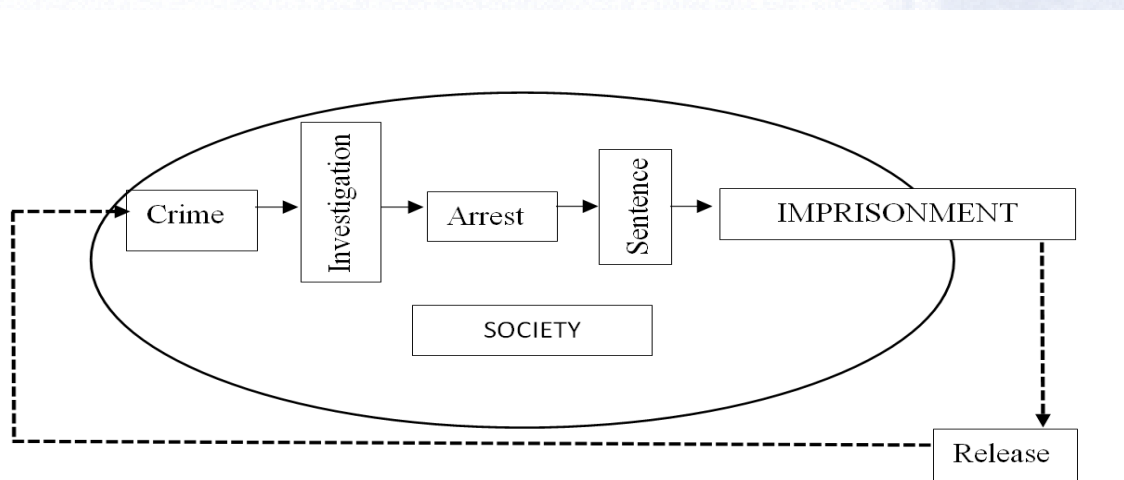 Crime
Investigation
Arrest
Sentence
IMPRISONMENT
SOCIETY
Release